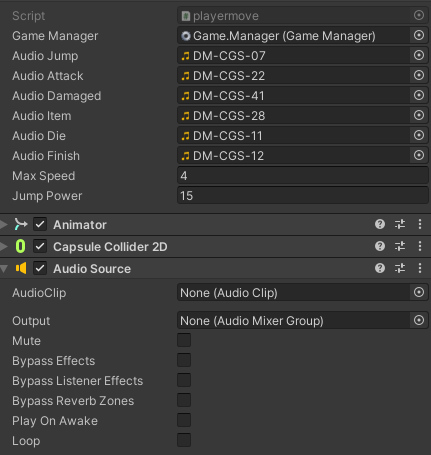 Script playermove
Game Manager Game.Manager (Game Manager)
Audio Jump DM-CGS-07
Audio Attack DM-CGS-22
Audio Damaged DM-CGS-41
Audio Item DM-CGS-28
Audio Die DM-CGS-11
Audio Finish DM-CGS-12
Max Speed 4
Jump Power 15
Animator
Capsule Collider 2D
Audio Source
AudioClip None (Audio Clip)
Output None (Audio Mixer Group)
Mute
Bypass Effects
Bypass Listener Effects
Bypass Reverb Zones
Play On Awake
Loop